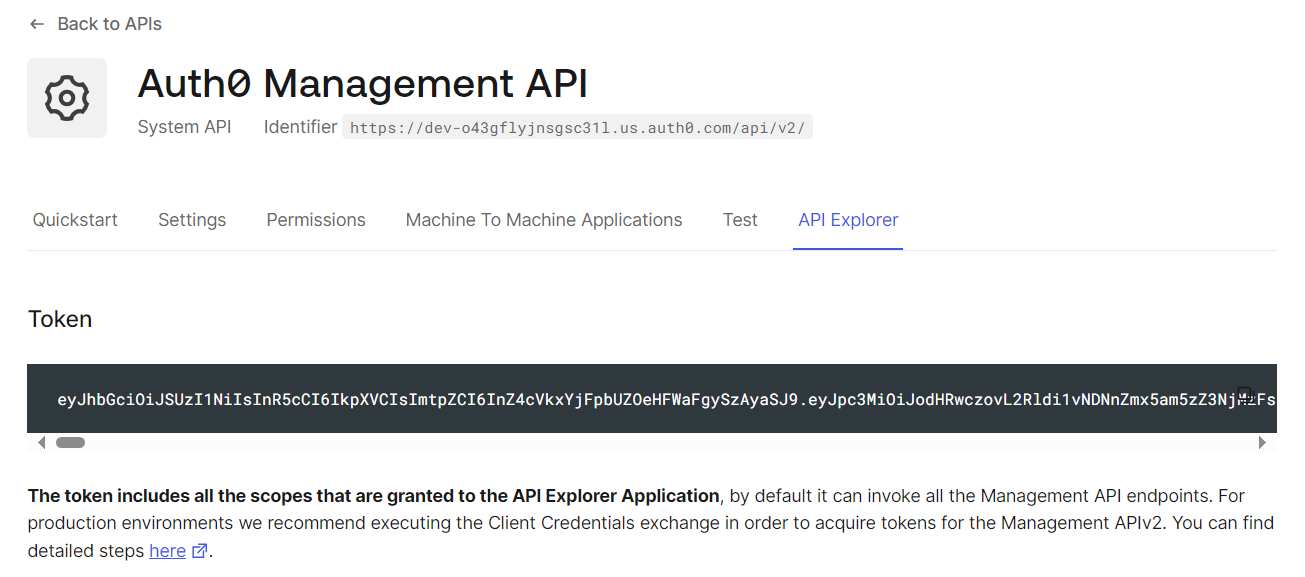 ← Back to APIs
Auth0 Management API
System API Identifier https://dev-o43gflyjnsgsc31l.us.auth0.com/api/v2/
Quickstart Settings Permissions Machine To Machine Applications Test API Explorer
Token
eyJhbGciOiJSUzI1NiIsInR5cCI6IkpXVCIsImtpZCI6InZ4cVkxYjFpbUZOeHFWaFgySzAyaSJ9.eyJpc3MiOiJodHRwczovL2Rldi1vNDNnZmx5am5zZ3Nj
The token includes all the scopes that are granted to the API Explorer Application, by default it can invoke all the Management API endpoints. For
production environments we recommend executing the Client Credentials exchange in order to acquire tokens for the Management APIv2. You can find
detailed steps here.